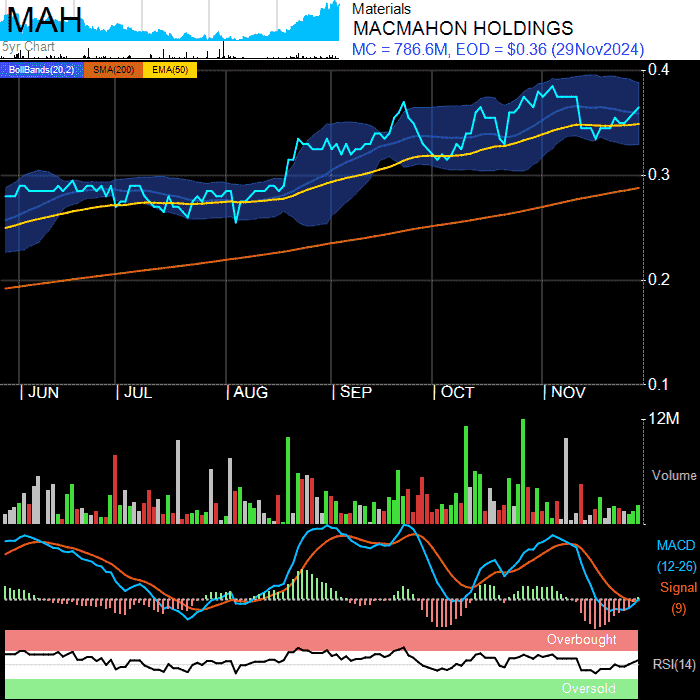 MAH
5yr Chart
Materials
MACMAHON HOLDINGS
MC = 786.6M, EOD = $0.36 (29Nov2024)
BollBands(20,2) SMA(200) EMA(50)
0.4
0.3
0.2
0.1
JUN JUL AUG SEP OCT NOV
12M
Volume
MACD
(12-26)
Signal
(9)
Overbought
RSI(14)
Oversold